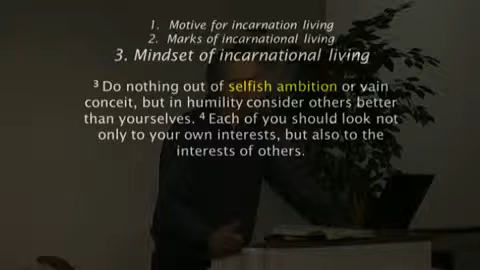 1. Motive for incarnation living
2. Marks of incarnational living
3. Mindset of incarnational living
3 Do nothing out of selfish ambition or vain
conceit, but in humility consider others better
than yourselves. 4 Each of you should look not
only to your own interests, but also to the
interests of others.